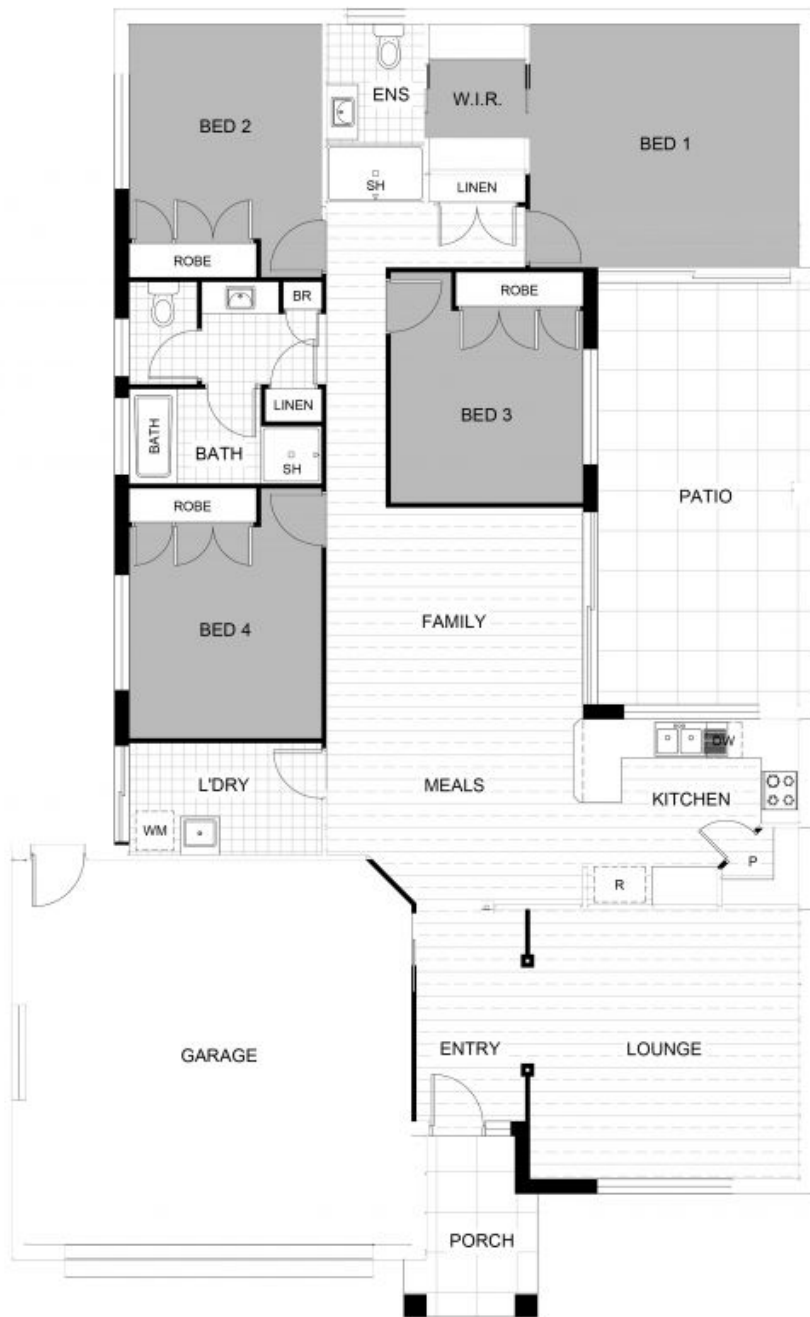 ENS
W.I.R.
BED 2
BED 1
SH
LINEN
ROBE
BR
ROBE
LINEN
BED 3
BATH
BATH
SH
PATIO
ROBE
FAMILY
BED 4
DW
L'DRY
MEALS
KITCHEN
WM
P
R
GARAGE
ENTRY
LOUNGE
PORCH